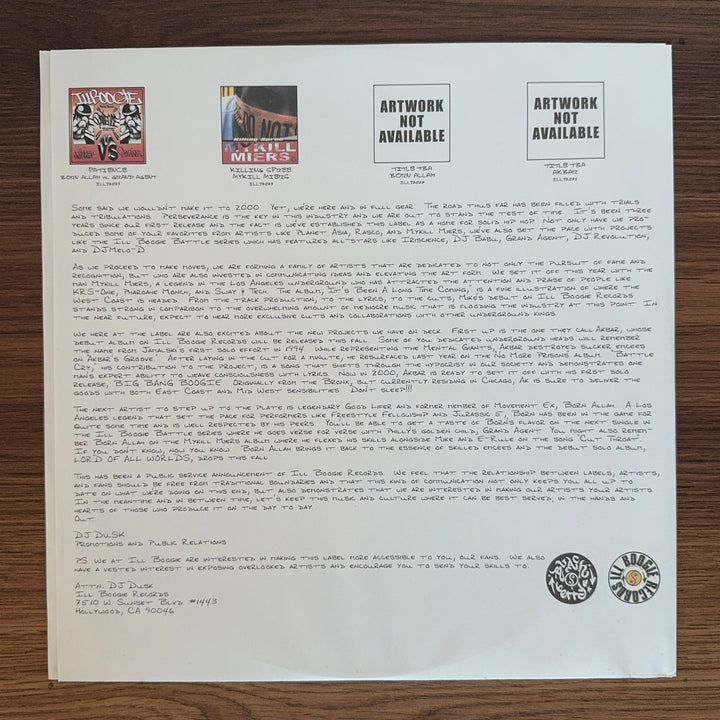 ILLBOOGIE
VS
DO NOT
MYKILL
MIERS
ARTWORK
NOT
AVAILABLE
ARTWORK
NOT
AVAILABLE
PATIENCE
BORN ALLAH vs. GRAND AGENT
KILLING SPREE
MYKILL MIERS
TITLE TBA
BORN ALLAH
TITLE TBA
AKBAR
Some said we wouldn't make it to 2000. Yet, we're here and in full gear. The road thus far has been filled with trials
and tribulations. Perseverance is the key in this industry and we are out to stand the test of time. It's been three
years since our first release and the fact is we've established this label as a home for solid hip hop. Not only have we pro-
duced some of your favorites from artists like Planet Asia, Rasco, and Mykill Miers, we've also set the pace with projects
like the Ill Boogie Battle series which has featured all-stars like Iriscience, DJ Babu, Grand Agent, DJ Revolution,
and DJ Melo-D.
As we proceed to make moves, we are forming a family of artists that are dedicated to not only the pursuit of fame and
recognition, but who are also invested in communicating ideas and elevating the art form. We set it off this year with the
man Mykill Miers, a legend in the Los Angeles underground who has attracted the attention and praise of people like
KRS-One, Pharoahe Monch, and Sway & Tech. The album, It's Been A Long Time Coming, is a fine illustration of where the
West Coast is headed. From the track production, to the lyrics, to the cuts, Mike's debut on Ill Boogie Records
stands strong in comparison to the overwhelming amount of mediocre music that is flooding the industry at this point. In
the near future, expect to hear more exclusive cuts and collaborations with other underground kings.
We here at the label are also excited about the new projects we have on deck. First up is the one they call Akbar, whose
debut album on Ill Boogie Records will be released this fall. Some of you dedicated underground heads will remember
the name from Jamalski's first solo effort in 1994. While representing the Mental Giants, Akbar destroyed sucker emcees
on Akbar's Groove. After laying in the cut for a minute, he resurfaced last year on the No More Prisons album. "Battle
Cry," his contribution to the project, is a song that shifts through the hypocrisy in our society and demonstrates one
man's expert ability to weave consciousness with lyrics. Now in 2000, Akbar is ready to set it off with his first solo
release, BIG BANG BOOGIE. Originally from the Bronx, but currently residing in Chicago, Ak is sure to deliver the
goods with both East Coast and Mid West sensibilities. Don't sleep!!!
The next artist to step up to the plate is legendary Good Lifer and former member of Movement Ex, Born Allah. A Los
Angeles legend that set the pace for performers like Freestyle Fellowship and Jurassic 5, Born has been in the game for
quite some time and is well respected by his peers. You'll be able to get a taste of Born's flavor on the next single in
the Ill Boogie Battle series where he goes verse for verse with Philly's golden child, Grand Agent. You might also remem-
ber Born Allah on the Mykill Miers album where he flexed his skills alongside Mike and E-Rule on the song "Cut Throat".
If you don't know, now you know. Born Allah brings it back to the essence of skilled emcees and the debut solo album,
LORD OF ALL WORLDS, drops this fall.
This has been a public service announcement of Ill Boogie Records. We feel that the relationship between labels, artists,
and fans should be free from traditional boundaries and that this kind of communication not only keeps you all up to
date on what we're doing on this end, but also demonstrates that we are interested in making our artists your artists.
In the meantime and in between time, let's keep this music and culture where it can be best served, in the hands and
hearts of those who produce it on the day to day.
Out.
DJ DuSK
Promotions and Public Relations
PS. We at Ill Boogie are interested in making this label more accessible to you, our fans. We also
have a vested interest in exposing overlooked artists and encourage you to send your skills to:
Attn: DJ Dusk
Ill Boogie Records
7510 W. Sunset Blvd. #1443
Hollywood, CA 90046
ILL BOOGIE RECORDS